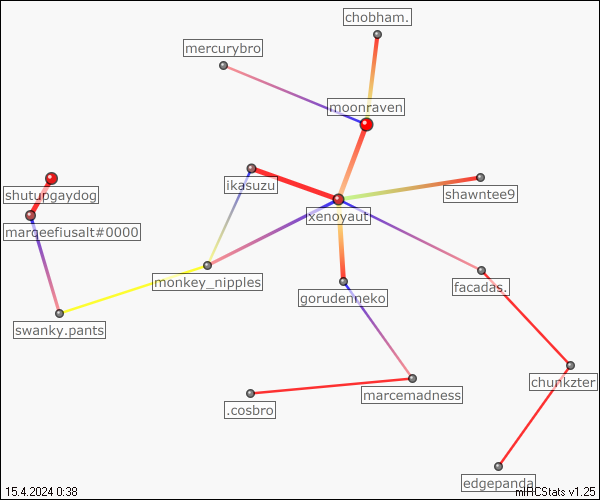 chobham.
mercurybro
moonraven
ikasuzu
shutupgaydog
shawntee9
xenoyaut
marqeefiusalt#0000
monkey_nipples
facadas.
gorudenneko
swanky.pants
chunkzter
marcemadness
.cosbro
edgepanda
15.4.2024 0:38
mIRCStats v1.25